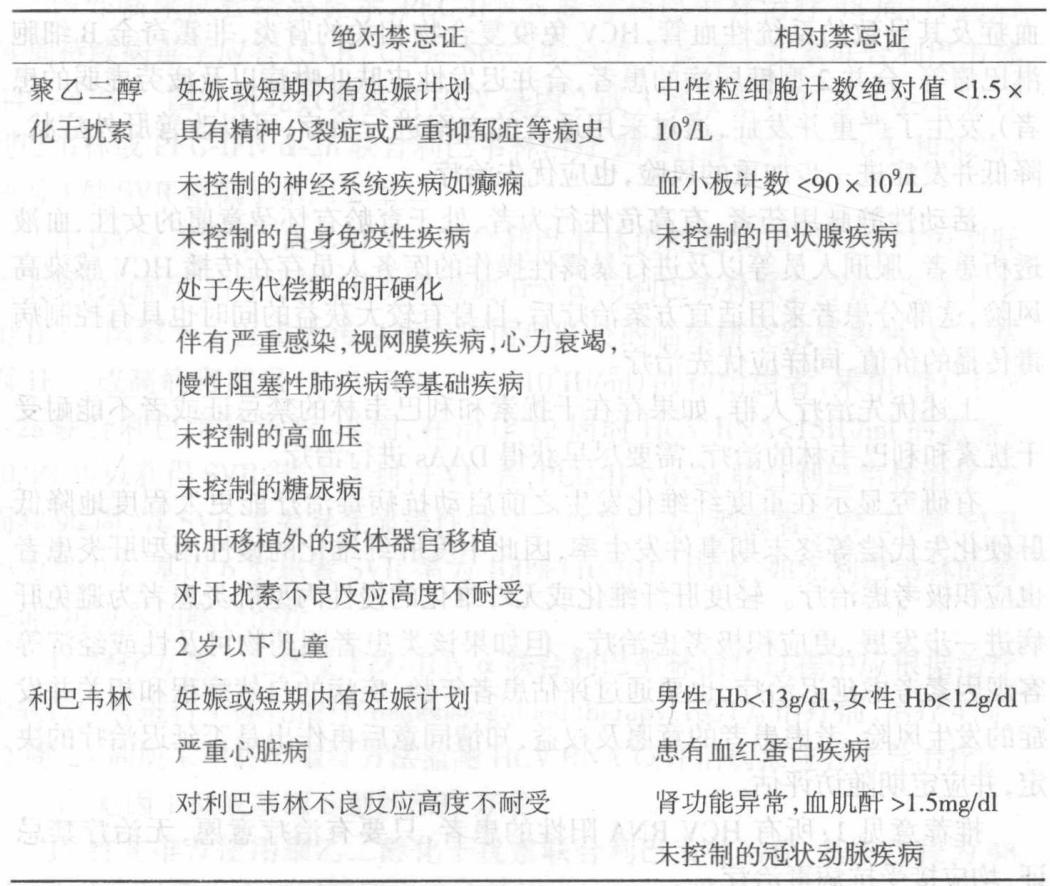 绝对禁忌证 相对禁忌证
聚乙二醇 妊娠或短期内有妊娠计划 中性粒细胞计数绝对值<1.5×
化干扰素 具有精神分裂症或严重抑郁症等病史 10⁹/L
未控制的神经系统疾病如癫痫 血小板计数<90×10⁹/L
未控制的自身免疫性疾病 未控制的甲状腺疾病
处于失代偿期的肝硬化
伴有严重感染,视网膜疾病,心力衰竭,
慢性阻塞性肺疾病等基础疾病
未控制的高血压
未控制的糖尿病
除肝移植外的实体器官移植
对干扰素不良反应高度不耐受
2岁以下儿童
利巴韦林 妊娠或短期内有妊娠计划 男性Hb<13g/dl,女性Hb<12g/dl
严重心脏病 患有血红蛋白疾病
对利巴韦林不良反应高度不耐受 肾功能异常,血肌酐>1.5mg/dl
未控制的冠状动脉疾病